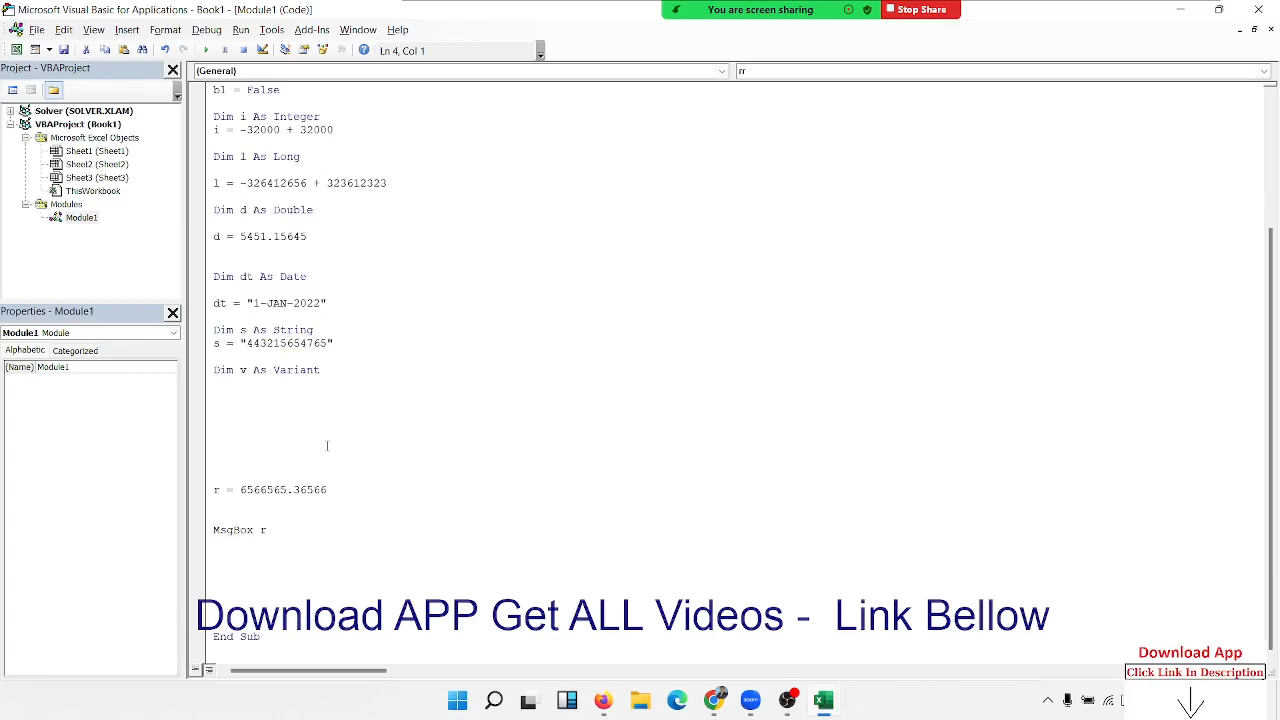 Microsoft Visual Basic for Applications - Book1 - [Module1 (Code)]
You are screen sharing
Stop Share
File Edit View Insert Format Debug Run Tools Add-Ins Window Help
Ln 4, Col 1
Project - VBAProject
(General)
rr
Solver (SOLVER.XLAM)
VBAProject (Book1)
Microsoft Excel Objects
Sheet1 (Sheet1)
Sheet2 (Sheet2)
Sheet3 (Sheet3)
ThisWorkbook
Modules
Module1
Properties - Module1
Module1 Module
Alphabetic Categorized
(Name) Module1
bl = False
Dim i As Integer
i = -32000 + 32000
Dim l As Long
l = -326412656 + 323612323
Dim d As Double
d = 5451.15645
Dim dt As Date
dt = "1-JAN-2022"
Dim s As String
s = "443215654765"
Dim v As Variant
r = 6566565.36566
MsgBox r
Download APP Get ALL Videos - Link Bellow
End Sub
Download App
Click Link In Description
zoom